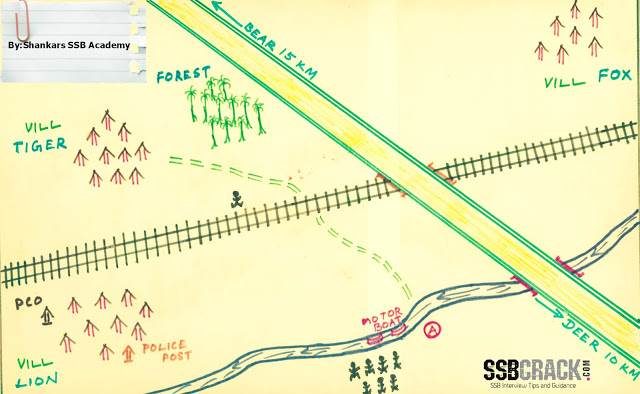 By:Shankars SSB Academy
BEAR 15 KM
FOREST
VILL FOX
VILL
TIGER
PCO
MOTOR
BOAT
A
POLICE
POST
VILL
LION
DEER 10 KM
SSBCRACK.COM
SSB Interview Tips and Guidance